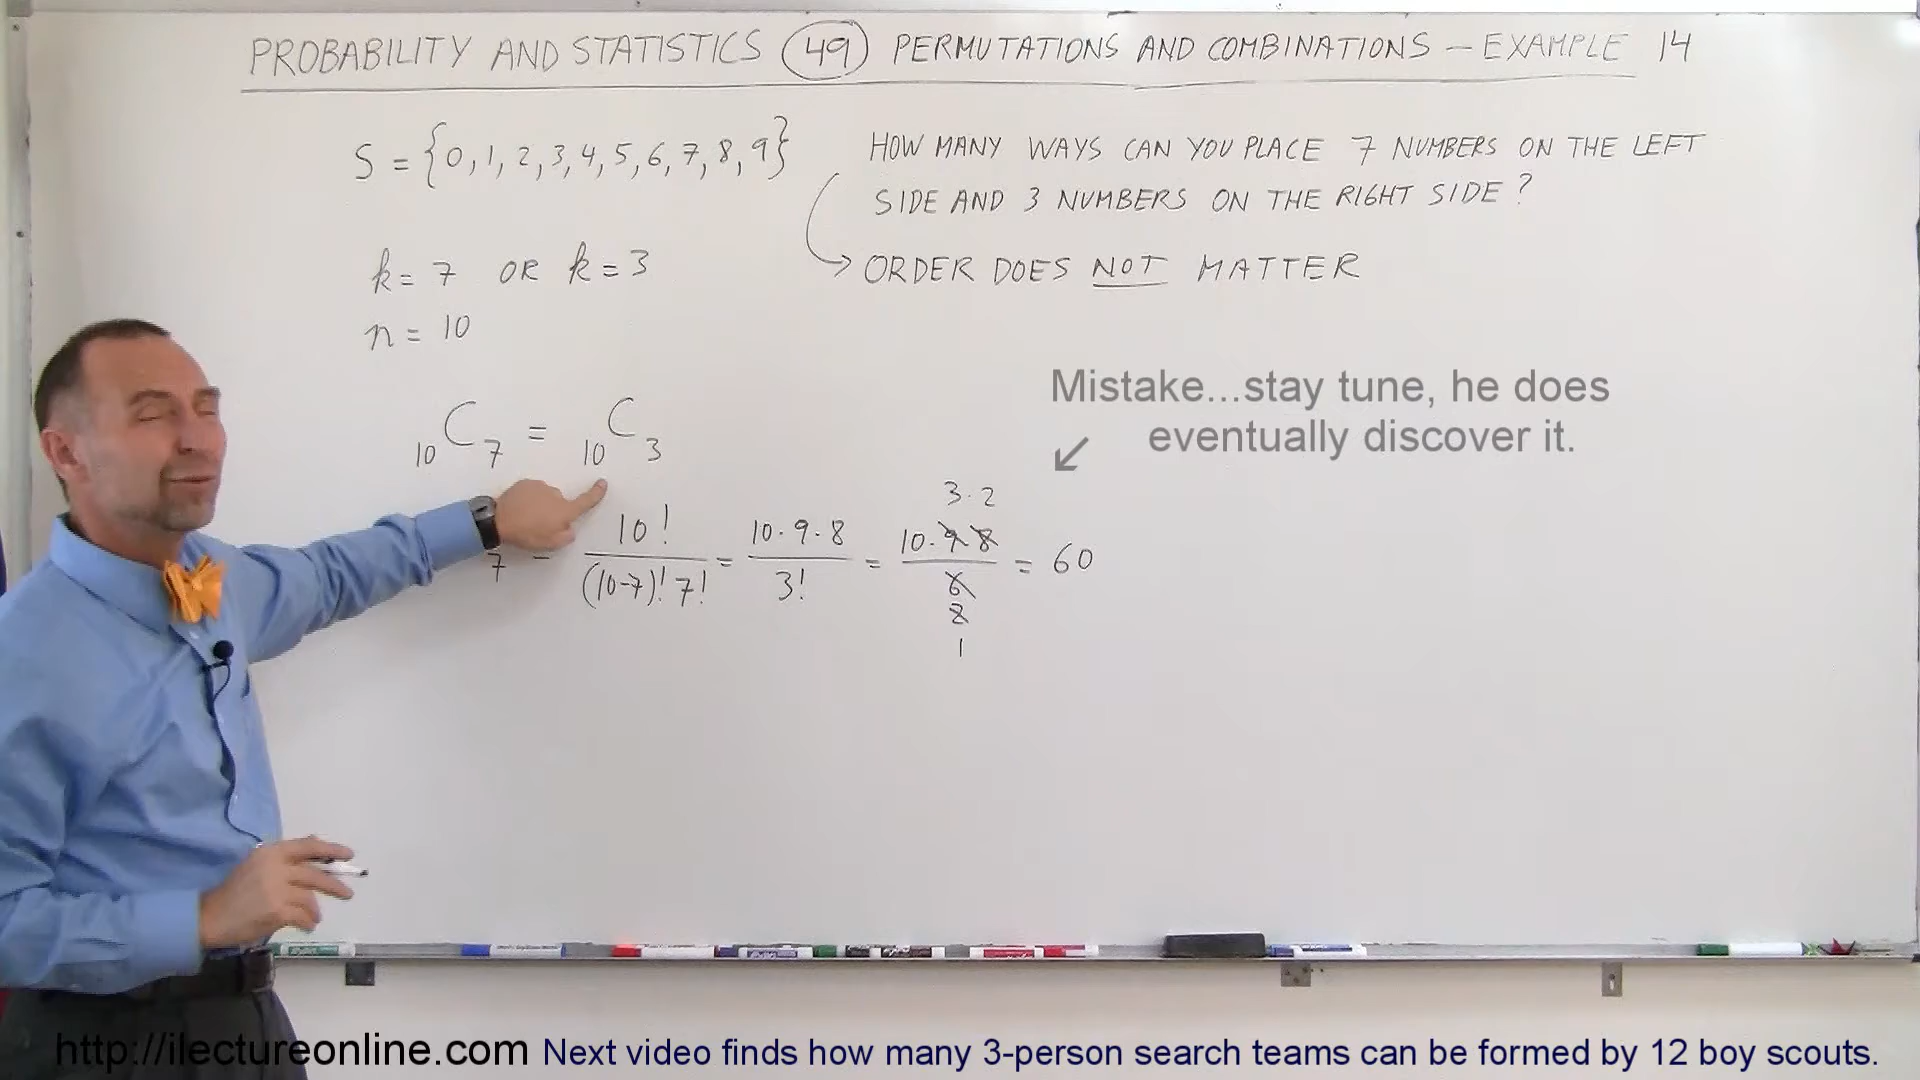 PROBABILITY AND STATISTICS 49 PERMUTATIONS AND COMBINATIONS — EXAMPLE 14
S = {0, 1, 2, 3, 4, 5, 6, 7, 8, 9}
HOW MANY WAYS CAN YOU PLACE 7 NUMBERS ON THE LEFT
SIDE AND 3 NUMBERS ON THE RIGHT SIDE?
ORDER DOES NOT MATTER
k = 7 OR k = 3
n = 10
10C7 = 10C3
Mistake...stay tune, he does
eventually discover it.
3·2
7 = 10! / (10-7)! 7! = 10·9·8 / 3! = 10·9·8 / 6 = 60
2
1
http://ilectureonline.com Next video finds how many 3-person search teams can be formed by 12 boy scouts.